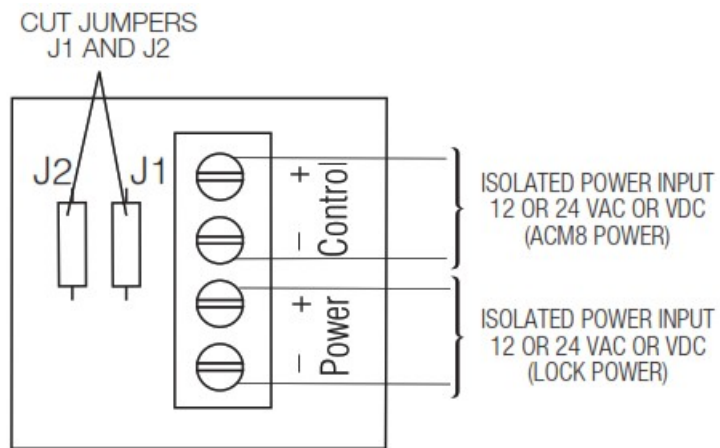 CUT JUMPERS
J1 AND J2
J2 J1
+ − Control
+ − Power
ISOLATED POWER INPUT
12 OR 24 VAC OR VDC
(ACM8 POWER)
ISOLATED POWER INPUT
12 OR 24 VAC OR VDC
(LOCK POWER)